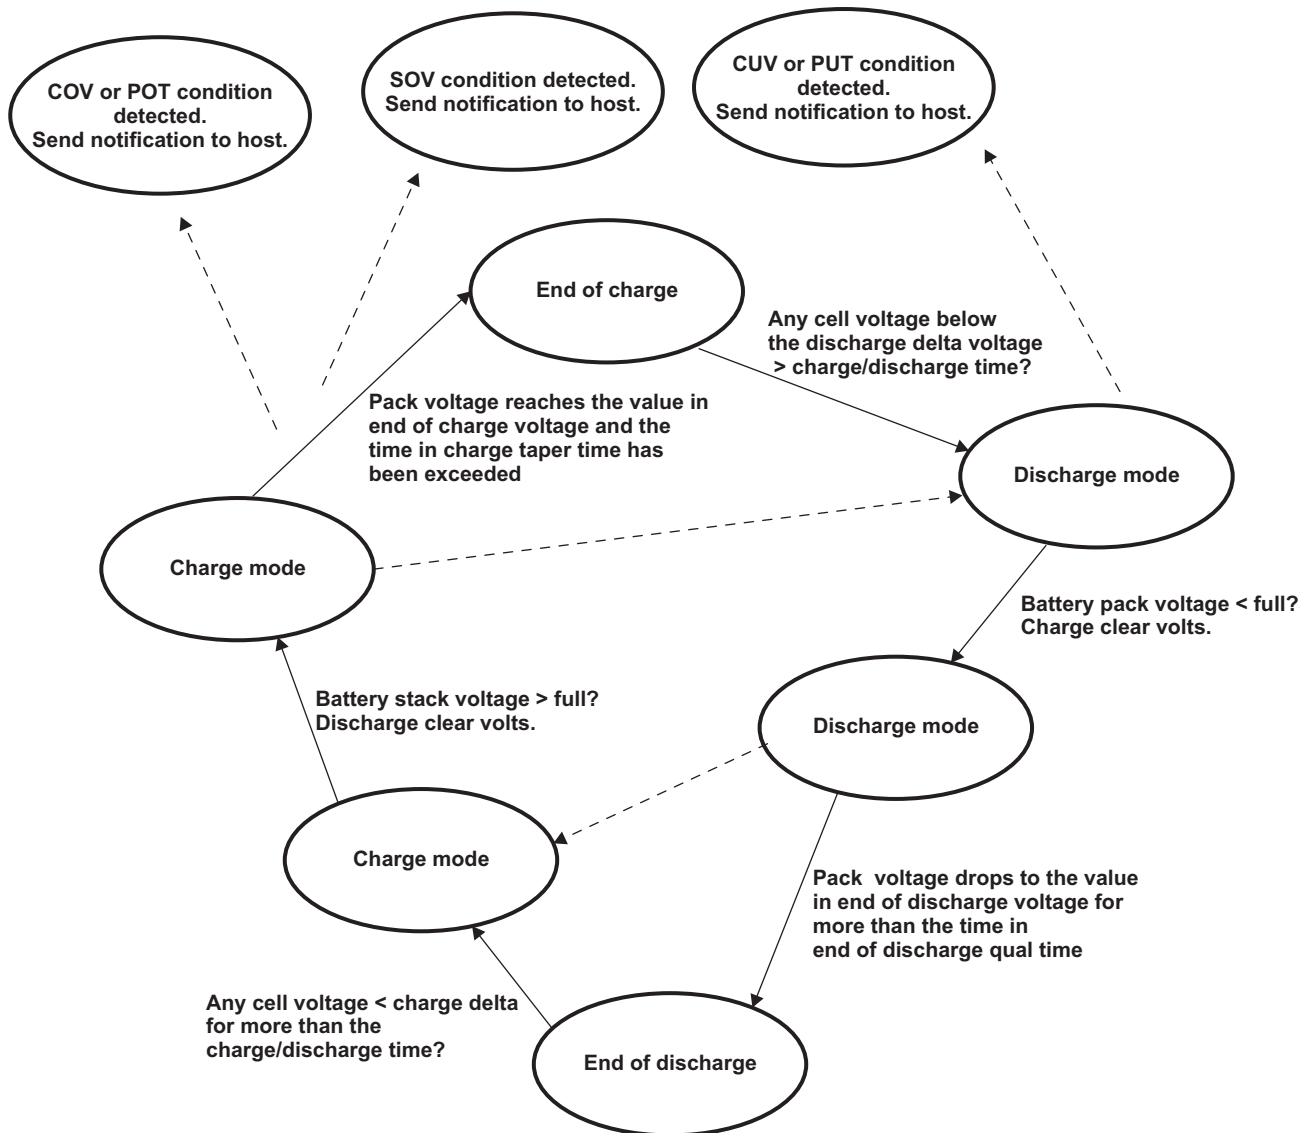 COV or POT condition
detected.
Send notification to host.
SOV condition detected.
Send notification to host.
CUV or PUT condition
detected.
Send notification to host.
End of charge
Any cell voltage below
the discharge delta voltage
> charge/discharge time?
Pack voltage reaches the value in
end of charge voltage and the
time in charge taper time has
been exceeded
Discharge mode
Charge mode
Battery pack voltage < full?
Charge clear volts.
Battery stack voltage > full?
Discharge clear volts.
Discharge mode
Charge mode
Pack voltage drops to the value
in end of discharge voltage for
more than the time in
end of discharge qual time
Any cell voltage < charge delta
for more than the
charge/discharge time?
End of discharge